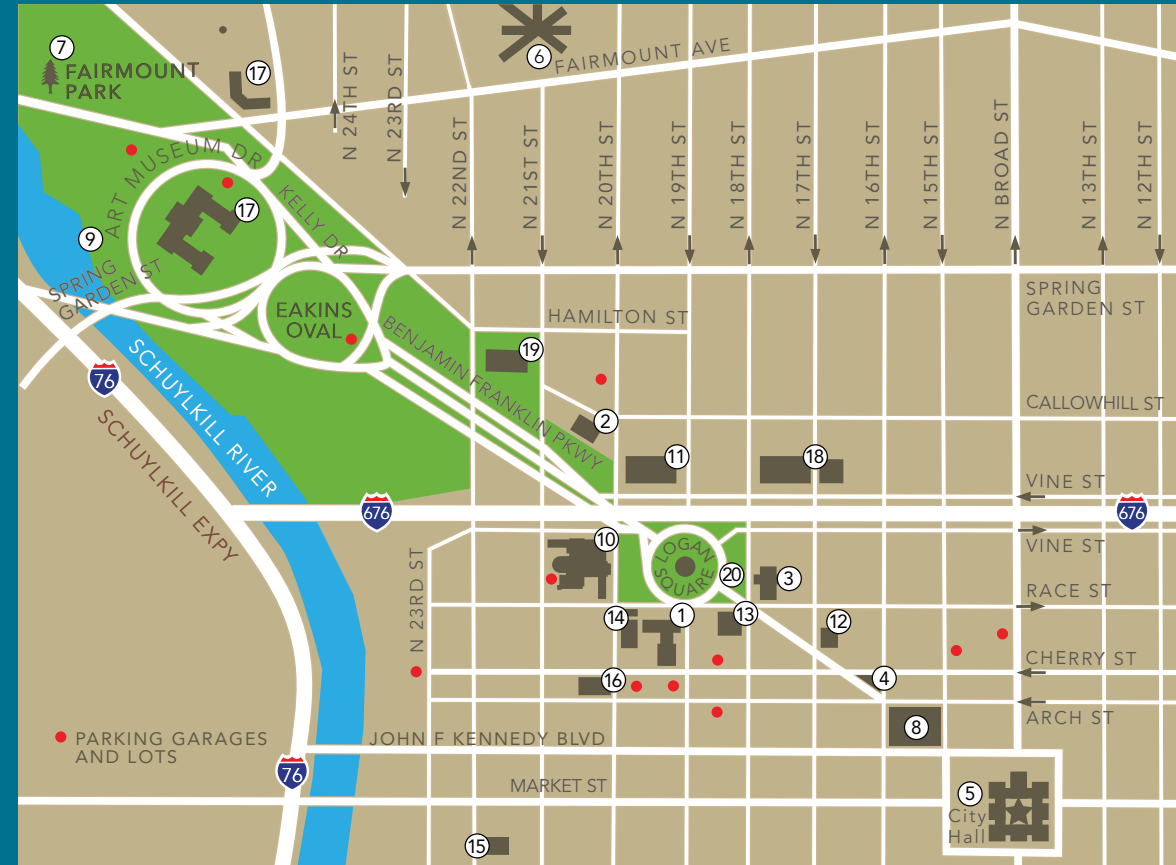 7
FAIRMOUNT
PARK
17
6
FAIRMOUNT AVE
N 24TH ST
N 23RD ST
N 22ND ST
N 21ST ST
N 20TH ST
N 19TH ST
N 18TH ST
N 17TH ST
N 16TH ST
N 15TH ST
N BROAD ST
N 13TH ST
N 12TH ST
ART MUSEUM DR
17
KELLY DR
9
SPRING
GARDEN ST
EAKINS
OVAL
SPRING
GARDEN ST
HAMILTON ST
BENJAMIN FRANKLIN PKWY
19
76
SCHUYLKILL RIVER
SCHUYLKILL EXPY
2
CALLOWHILL ST
11
18
VINE ST
676
676
VINE ST
10
LOGAN
SQUARE
20
3
N 23RD ST
RACE ST
14
1
13
12
CHERRY ST
16
4
ARCH ST
8
PARKING GARAGES
AND LOTS
JOHN F KENNEDY BLVD
76
MARKET ST
5
City
Hall
15